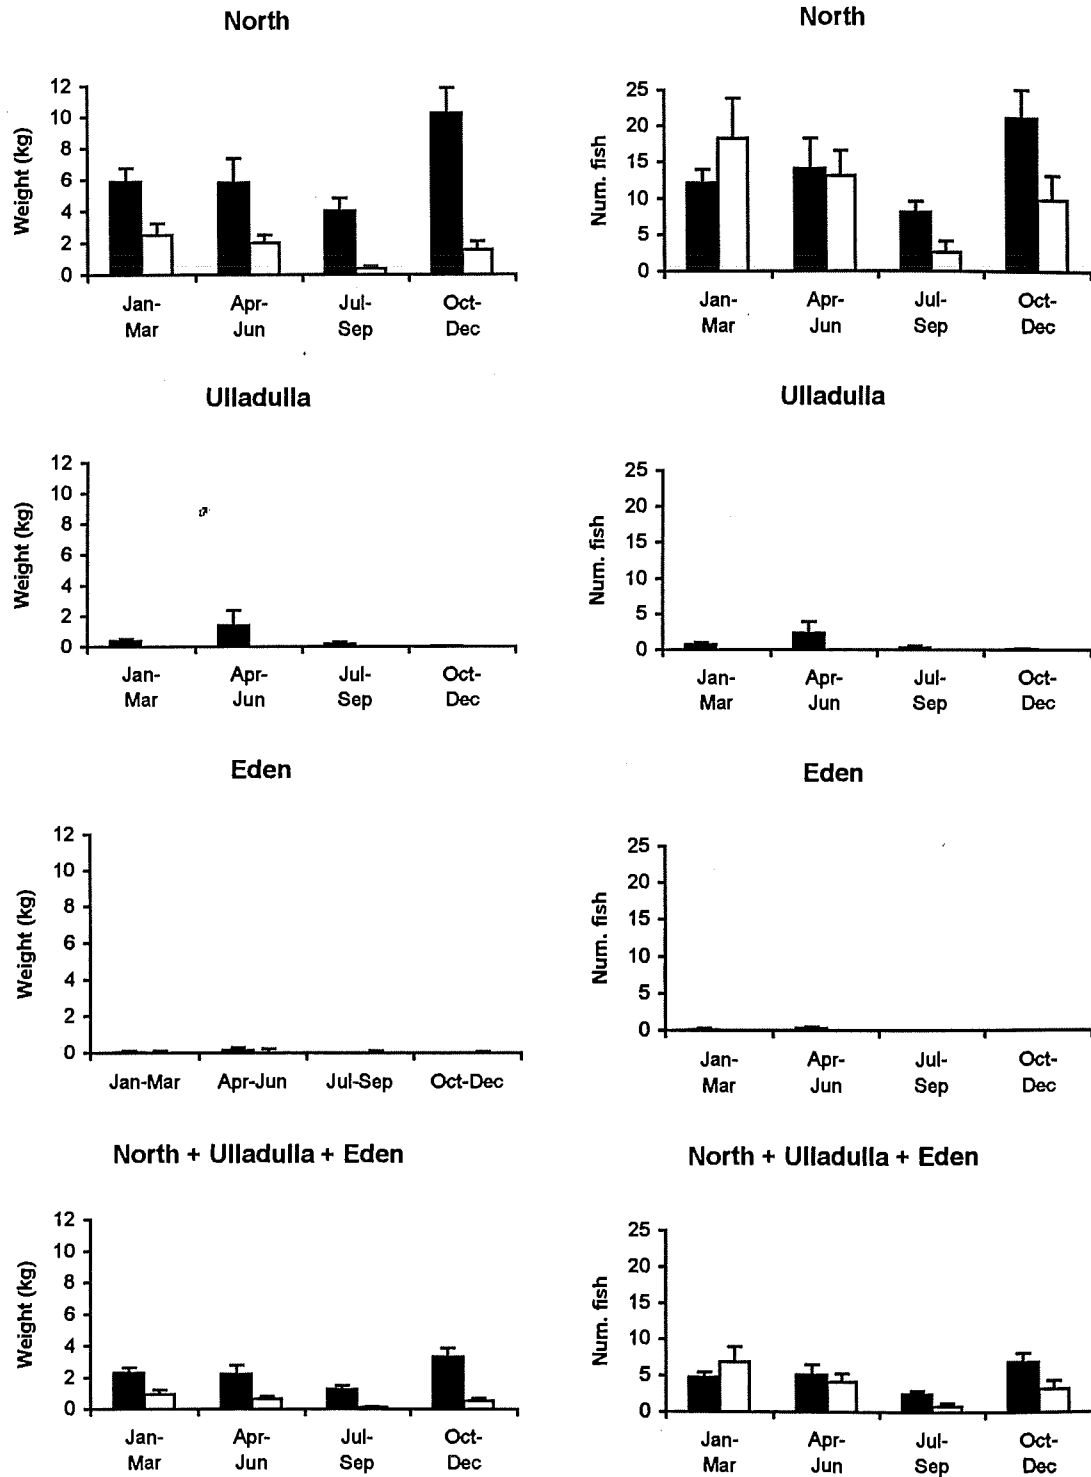 North
Weight (kg)
12
10
8
6
4
2
0
Jan-
Mar
Apr-
Jun
Jul-
Sep
Oct-
Dec
North
Num. fish
25
20
15
10
5
0
Jan-
Mar
Apr-
Jun
Jul-
Sep
Oct-
Dec
Ulladulla
Weight (kg)
12
10
8
6
4
2
0
Jan-
Mar
Apr-
Jun
Jul-
Sep
Oct-
Dec
Ulladulla
Num. fish
25
20
15
10
5
0
Jan-
Mar
Apr-
Jun
Jul-
Sep
Oct-
Dec
Eden
Weight (kg)
12
10
8
6
4
2
0
Jan-Mar Apr-Jun Jul-Sep Oct-Dec
Eden
Num. fish
25
20
15
10
5
0
Jan-
Mar
Apr-
Jun
Jul-
Sep
Oct-
Dec
North + Ulladulla + Eden
Weight (kg)
12
10
8
6
4
2
0
Jan-
Mar
Apr-
Jun
Jul-
Sep
Oct-
Dec
North + Ulladulla + Eden
Num. fish
25
20
15
10
5
0
Jan-
Mar
Apr-
Jun
Jul-
Sep
Oct-
Dec